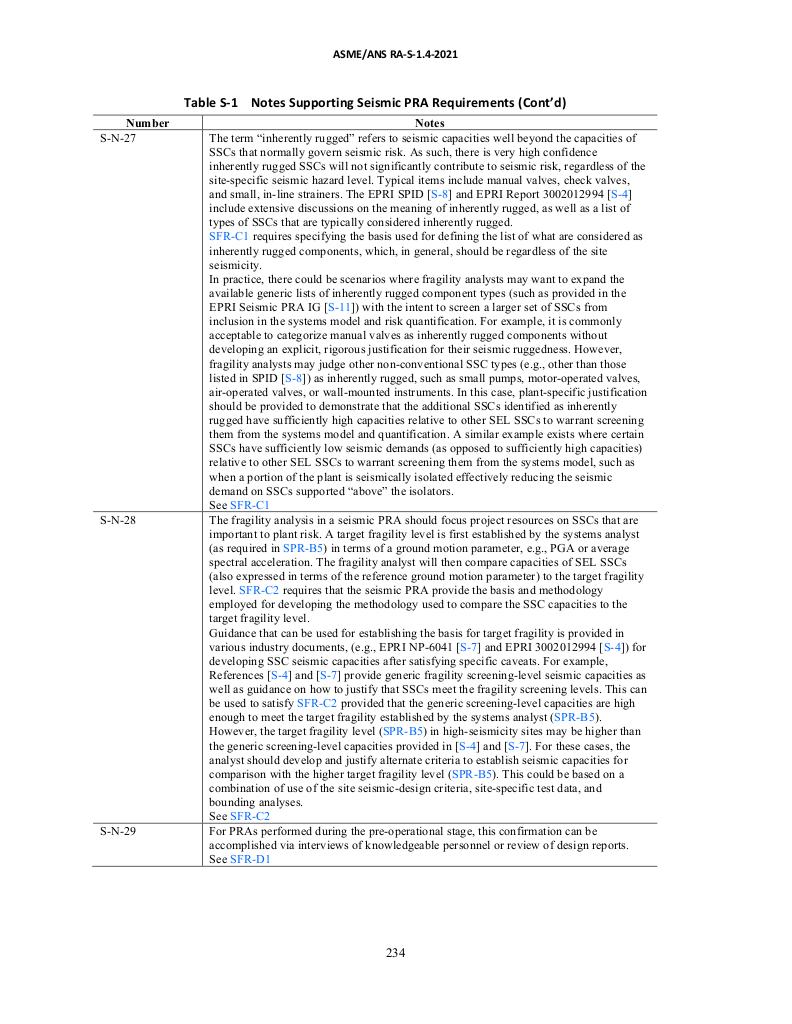 ASME/ANS RA-S-1.4-2021
Table S-1 Notes Supporting Seismic PRA Requirements (Cont'd)
Number Notes
S-N-27 The term “inherently rugged” refers to seismic capacities well beyond the capacities of
SSCs that normally govern seismic risk. As such, there is very high confidence
inherently rugged SSCs will not significantly contribute to seismic risk, regardless of the
site-specific seismic hazard level. Typical items include manual valves, check valves,
and small, in-line strainers. The EPRI SPID [S-8] and EPRI Report 3002012994 [S-4]
include extensive discussions on the meaning of inherently rugged, as well as a list of
types of SSCs that are typically considered inherently rugged.
SFR-C1 requires specifying the basis used for defining the list of what are considered as
inherently rugged components, which, in general, should be regardless of the site
seismicity.
In practice, there could be scenarios where fragility analysts may want to expand the
available generic lists of inherently rugged component types (such as provided in the
EPRI Seismic PRA IG [S-11]) with the intent to screen a larger set of SSCs from
inclusion in the systems model and risk quantification. For example, it is commonly
acceptable to categorize manual valves as inherently rugged components without
developing an explicit, rigorous justification for their seismic ruggedness. However,
fragility analysts may judge other non-conventional SSC types (e.g., other than those
listed in SPID [S-8]) as inherently rugged, such as small pumps, motor-operated valves,
air-operated valves, or wall-mounted instruments. In this case, plant-specific justification
should be provided to demonstrate that the additional SSCs identified as inherently
rugged have sufficiently high capacities relative to other SEL SSCs to warrant screening
them from the systems model and quantification. A similar example exists where certain
SSCs have sufficiently low seismic demands (as opposed to sufficiently high capacities)
relative to other SEL SSCs to warrant screening them from the systems model, such as
when a portion of the plant is seismically isolated effectively reducing the seismic
demand on SSCs supported “above” the isolators.
See SFR-C1
S-N-28 The fragility analysis in a seismic PRA should focus project resources on SSCs that are
important to plant risk. A target fragility level is first established by the systems analyst
(as required in SPR-B5) in terms of a ground motion parameter, e.g., PGA or average
spectral acceleration. The fragility analyst will then compare capacities of SEL SSCs
(also expressed in terms of the reference ground motion parameter) to the target fragility
level. SFR-C2 requires that the seismic PRA provide the basis and methodology
employed for developing the methodology used to compare the SSC capacities to the
target fragility level.
Guidance that can be used for establishing the basis for target fragility is provided in
various industry documents, (e.g., EPRI NP-6041 [S-7] and EPRI 3002012994 [S-4]) for
developing SSC seismic capacities after satisfying specific caveats. For example,
References [S-4] and [S-7] provide generic fragility screening-level seismic capacities as
well as guidance on how to justify that SSCs meet the fragility screening levels. This can
be used to satisfy SFR-C2 provided that the generic screening-level capacities are high
enough to meet the target fragility established by the systems analyst (SPR-B5).
However, the target fragility level (SPR-B5) in high-seismicity sites may be higher than
the generic screening-level capacities provided in [S-4] and [S-7]. For these cases, the
analyst should develop and justify alternate criteria to establish seismic capacities for
comparison with the higher target fragility level (SPR-B5). This could be based on a
combination of use of the site seismic-design criteria, site-specific test data, and
bounding analyses.
See SFR-C2
S-N-29 For PRAs performed during the pre-operational stage, this confirmation can be
accomplished via interviews of knowledgeable personnel or review of design reports.
See SFR-D1
234